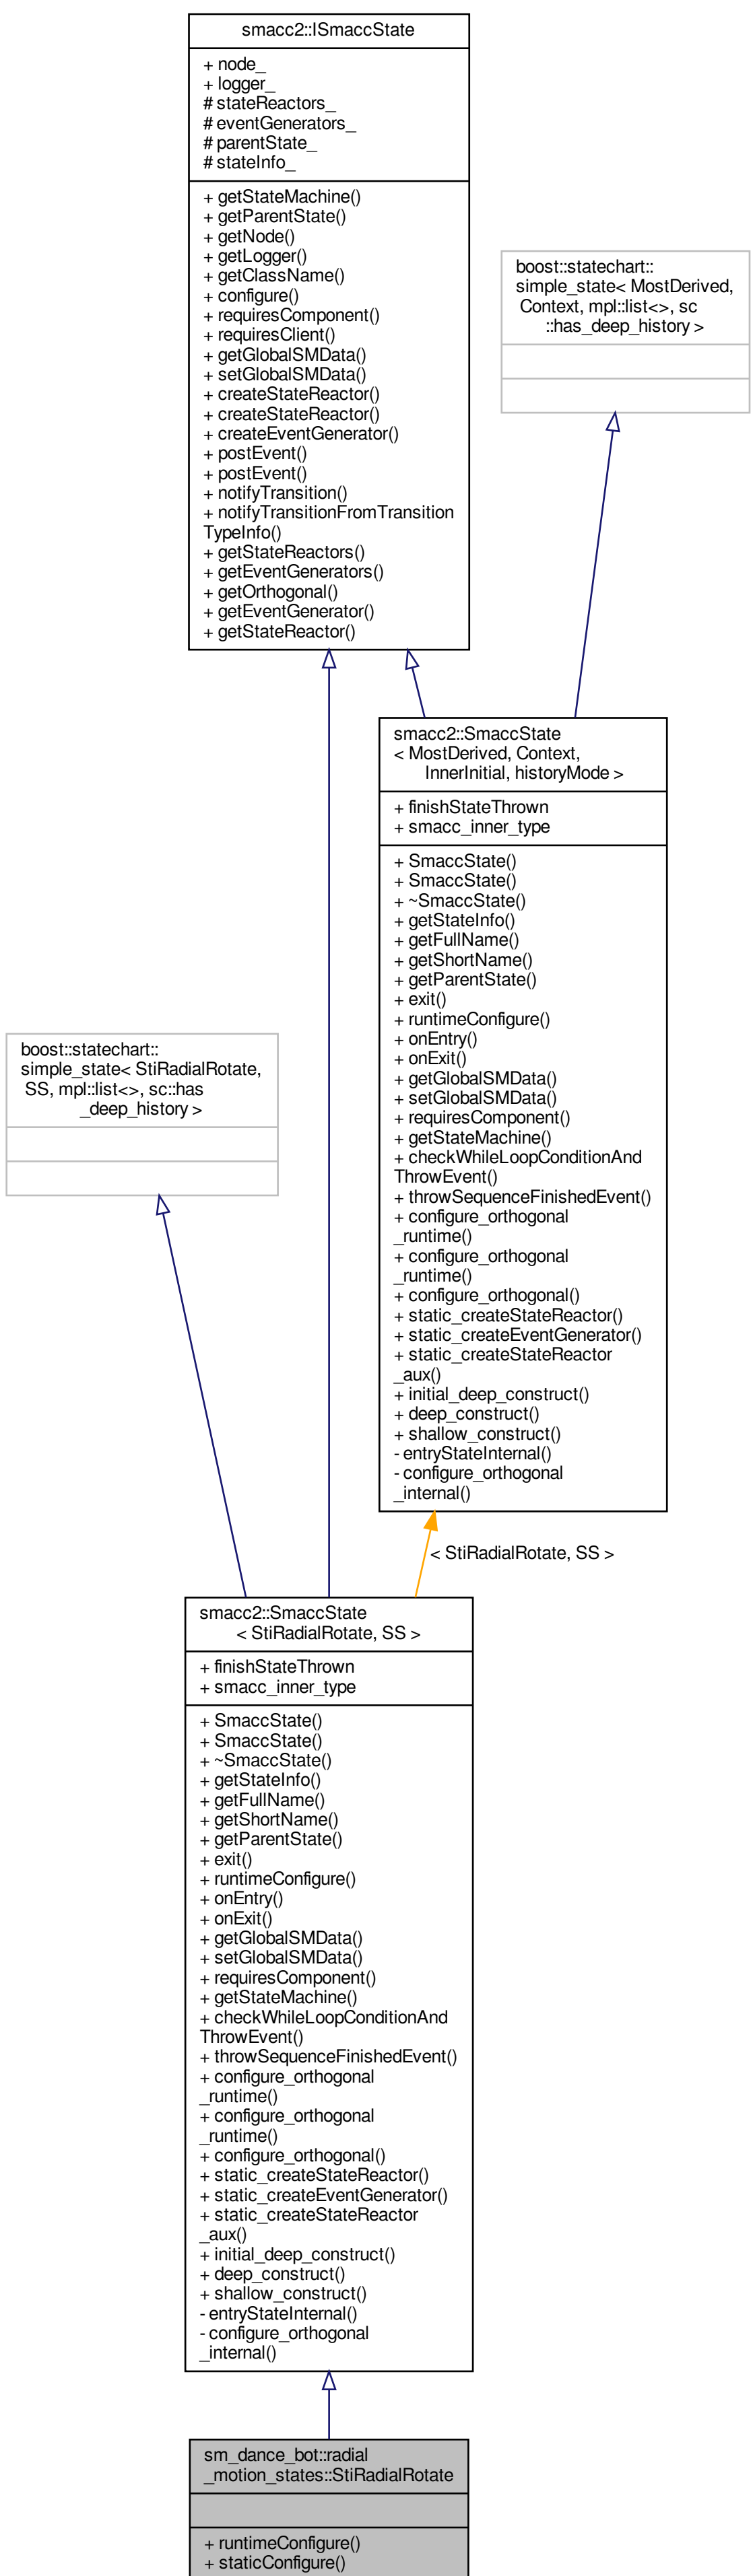 smacc2::ISmaccState
+ node_
+ logger_
# stateReactors_
# eventGenerators_
# parentState_
# stateInfo_
+ getStateMachine()
+ getParentState()
+ getNode()
+ getLogger()
+ getClassName()
+ configure()
+ requiresComponent()
+ requiresClient()
+ getGlobalSMData()
+ setGlobalSMData()
+ createStateReactor()
+ createStateReactor()
+ createEventGenerator()
+ postEvent()
+ postEvent()
+ notifyTransition()
+ notifyTransitionFromTransition
TypeInfo()
+ getStateReactors()
+ getEventGenerators()
+ getOrthogonal()
+ getEventGenerator()
+ getStateReactor()
boost::statechart::
simple_state< MostDerived,
Context, mpl::list<>, sc
::has_deep_history >
smacc2::SmaccState
< MostDerived, Context,
InnerInitial, historyMode >
+ finishStateThrown
+ smacc_inner_type
+ SmaccState()
+ SmaccState()
+ ~SmaccState()
+ getStateInfo()
+ getFullName()
+ getShortName()
+ getParentState()
+ exit()
+ runtimeConfigure()
+ onEntry()
+ onExit()
+ getGlobalSMData()
+ setGlobalSMData()
+ requiresComponent()
+ getStateMachine()
+ checkWhileLoopConditionAnd
ThrowEvent()
+ throwSequenceFinishedEvent()
+ configure_orthogonal
_runtime()
+ configure_orthogonal
_runtime()
+ configure_orthogonal()
+ static_createStateReactor()
+ static_createEventGenerator()
+ static_createStateReactor
_aux()
+ initial_deep_construct()
+ deep_construct()
+ shallow_construct()
- entryStateInternal()
- configure_orthogonal
_internal()
boost::statechart::
simple_state< StiRadialRotate,
SS, mpl::list<>, sc::has
_deep_history >
< StiRadialRotate, SS >
smacc2::SmaccState
< StiRadialRotate, SS >
+ finishStateThrown
+ smacc_inner_type
+ SmaccState()
+ SmaccState()
+ ~SmaccState()
+ getStateInfo()
+ getFullName()
+ getShortName()
+ getParentState()
+ exit()
+ runtimeConfigure()
+ onEntry()
+ onExit()
+ getGlobalSMData()
+ setGlobalSMData()
+ requiresComponent()
+ getStateMachine()
+ checkWhileLoopConditionAnd
ThrowEvent()
+ throwSequenceFinishedEvent()
+ configure_orthogonal
_runtime()
+ configure_orthogonal
_runtime()
+ configure_orthogonal()
+ static_createStateReactor()
+ static_createEventGenerator()
+ static_createStateReactor
_aux()
+ initial_deep_construct()
+ deep_construct()
+ shallow_construct()
- entryStateInternal()
- configure_orthogonal
_internal()
sm_dance_bot::radial
_motion_states::StiRadialRotate
+ runtimeConfigure()
+ staticConfigure()